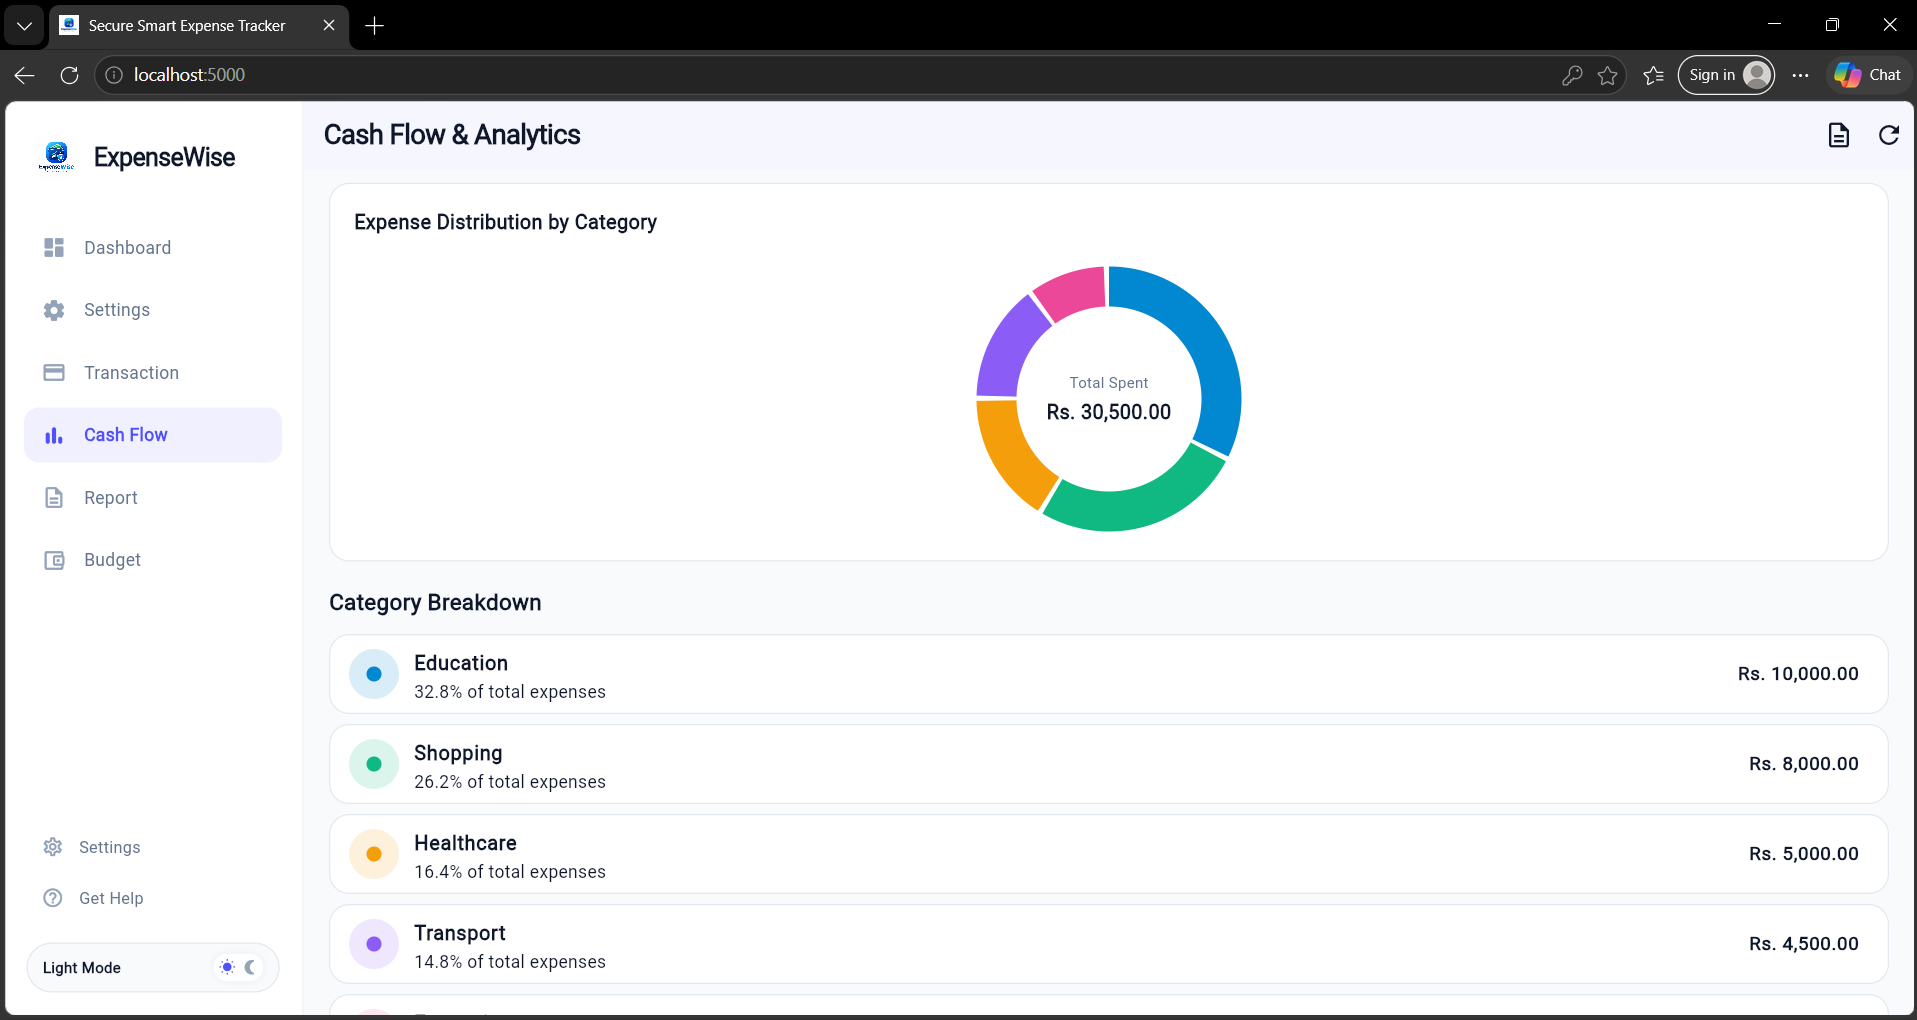 Secure Smart Expense Tracker
localhost:5000
Sign in
Chat
ExpenseWise
Dashboard
Settings
Transaction
Cash Flow
Report
Budget
Settings
Get Help
Light Mode
Cash Flow & Analytics
Expense Distribution by Category
Total Spent
Rs. 30,500.00
Category Breakdown
Education
32.8% of total expenses
Rs. 10,000.00
Shopping
26.2% of total expenses
Rs. 8,000.00
Healthcare
16.4% of total expenses
Rs. 5,000.00
Transport
14.8% of total expenses
Rs. 4,500.00